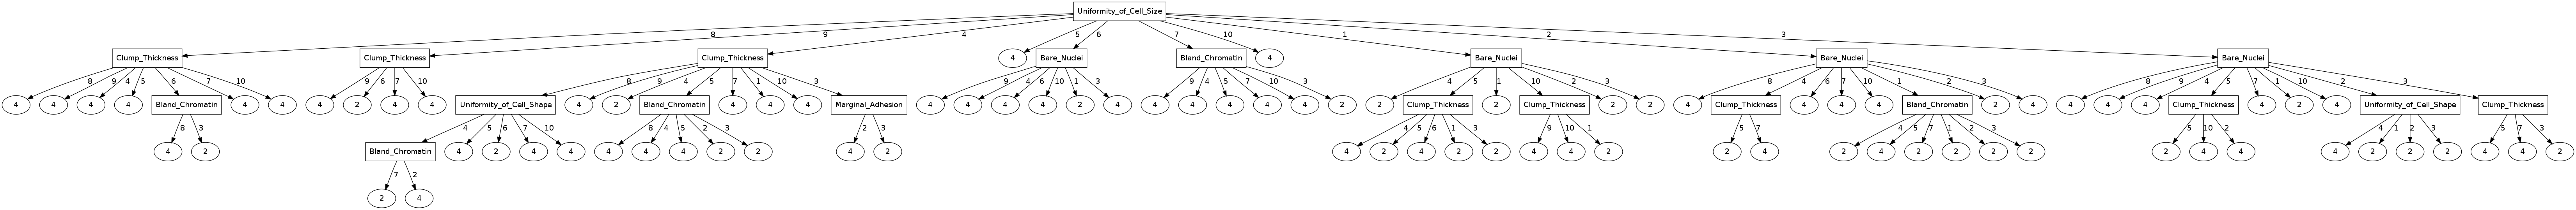 Uniformity_of_Cell_Size
8 9 4 5 6 7 10 1 2 3
Clump_Thickness Clump_Thickness Clump_Thickness 4 Bare_Nuclei Bland_Chromatin 4 Bare_Nuclei Bare_Nuclei Bare_Nuclei
8 9 4 5 6 7 10 9 6 7 10 8 9 4 5 7 1 10 3 9 4 6 10 1 3 9 4 5 7 10 3 4 5 1 10 2 3 8 4 6 7 10 1 2 3 8 9 4 5 7 1 10 2 3
4 4 4 4 Bland_Chromatin 4 4 4 2 4 4 Uniformity_of_Cell_Shape 4 2 Bland_Chromatin 4 4 4 Marginal_Adhesion 4 4 4 4 2 4 4 4 4 4 4 2 2 Clump_Thickness 2 Clump_Thickness 2 2 4 Clump_Thickness 4 4 4 Bland_Chromatin 2 4 4 4 4 Clump_Thickness 4 2 4 Uniformity_of_Cell_Shape Clump_Thickness
8 3 4 5 6 7 10 8 4 5 2 3 2 3 4 5 6 1 3 9 10 1 5 7 4 5 7 1 2 3 5 10 2 4 1 2 3 5 7 3
4 2 Bland_Chromatin 4 2 4 4 4 4 4 2 2 4 2 4 2 4 2 2 4 4 2 2 4 2 4 2 2 2 2 2 4 4 4 2 2 2 4 4 2
7 2
2 4